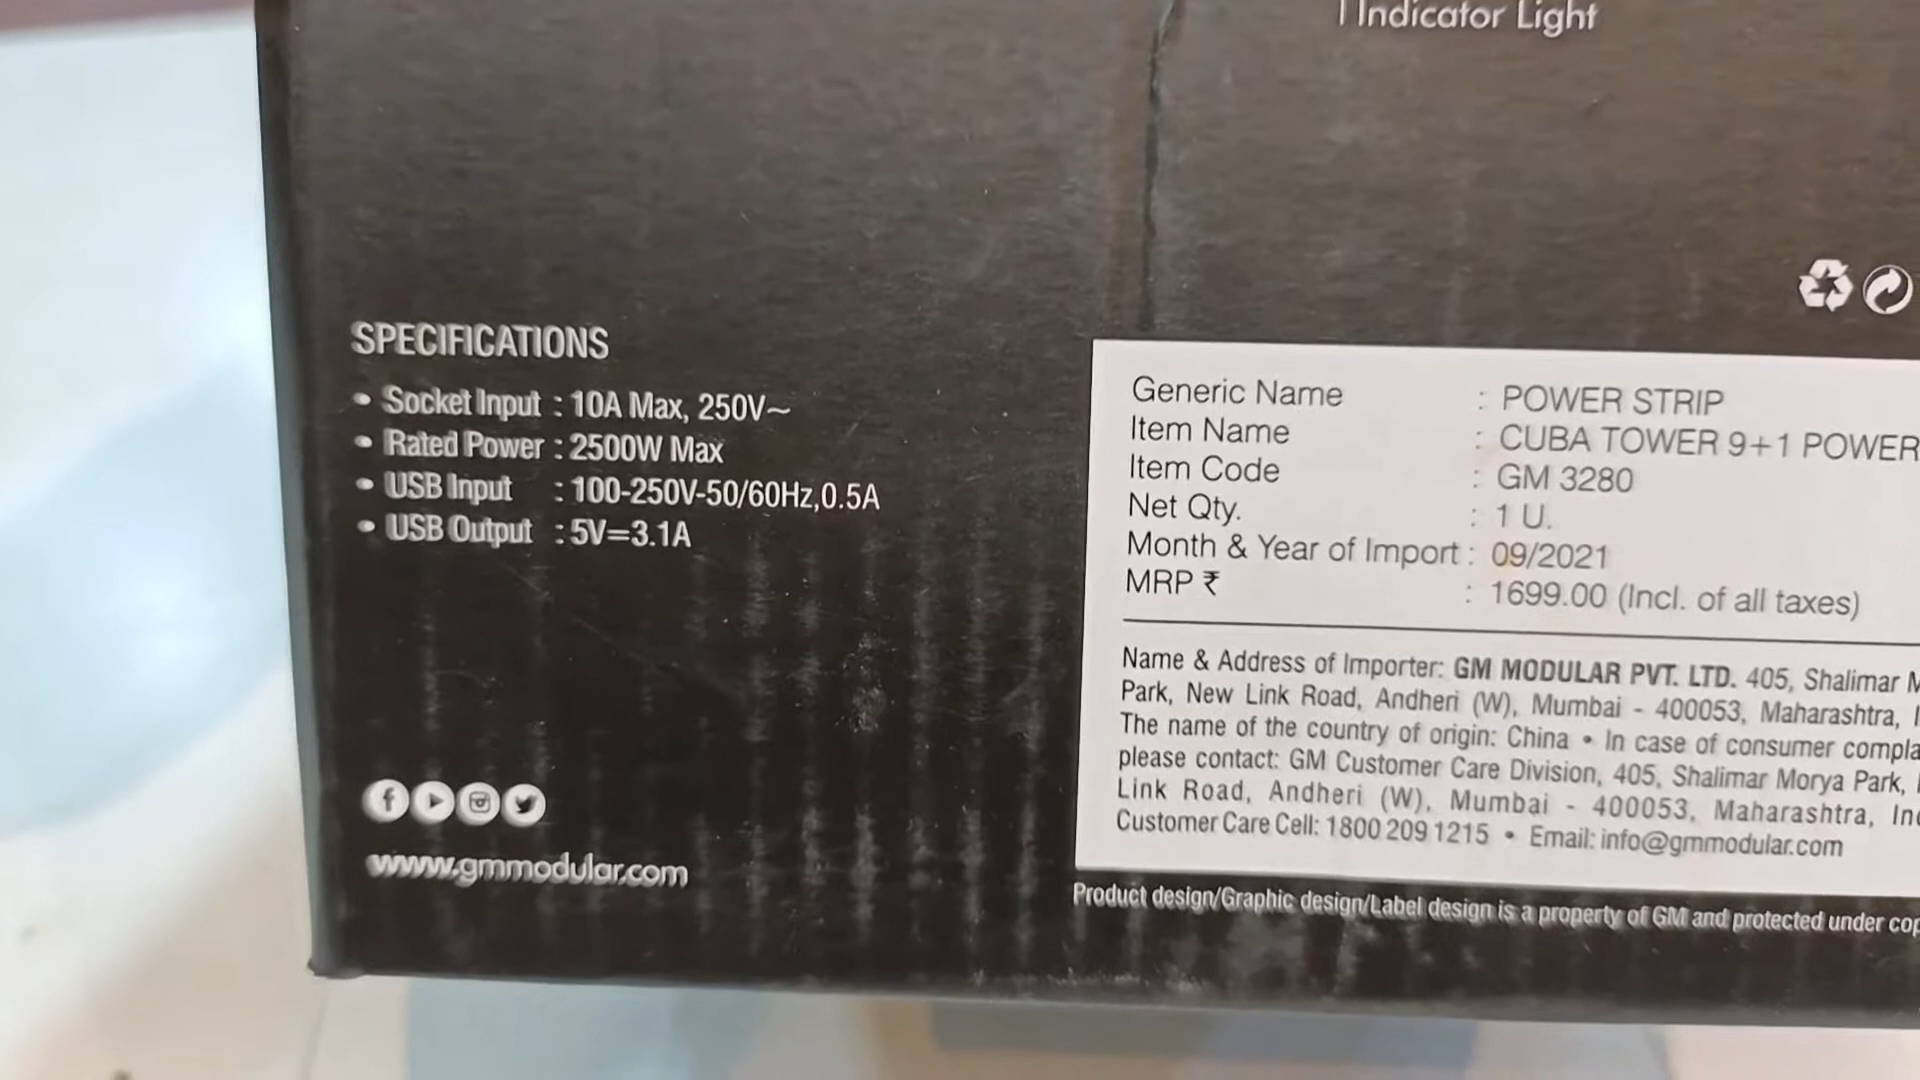 1 Indicator Light
SPECIFICATIONS
• Socket Input : 10A Max, 250V~
• Rated Power : 2500W Max
• USB Input : 100-250V-50/60Hz,0.5A
• USB Output : 5V=3.1A
www.gmmodular.com
Generic Name : POWER STRIP
Item Name : CUBA TOWER 9+1 POWER
Item Code : GM 3280
Net Qty. : 1 U.
Month & Year of Import : 09/2021
MRP ₹ : 1699.00 (Incl. of all taxes)
Name & Address of Importer: GM MODULAR PVT. LTD. 405, Shalimar
Park, New Link Road, Andheri (W), Mumbai - 400053, Maharashtra,
The name of the country of origin: China • In case of consumer compla
please contact: GM Customer Care Division, 405, Shalimar Morya Park,
Link Road, Andheri (W), Mumbai - 400053, Maharashtra, In
Customer Care Cell: 1800 209 1215 • Email: info@gmmodular.com
Product design/Graphic design/Label design is a property of GM and protected under cop